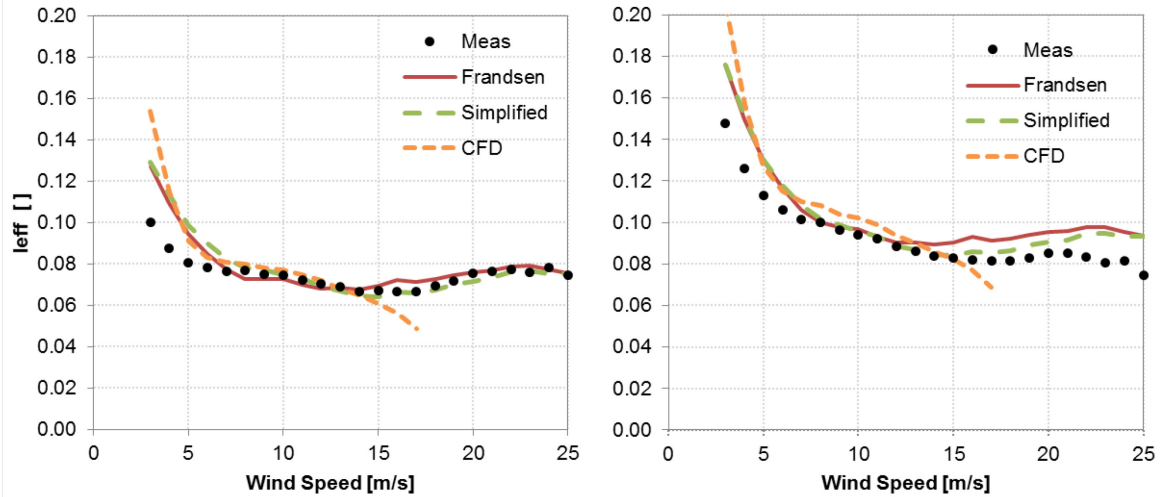 0.20
0.18
0.16
0.14
0.12
0.10
0.08
0.06
0.04
0.02
0.00
Ieff [ ]
Meas
Frandsen
Simplified
CFD
0 5 10 15 20 25
Wind Speed [m/s]
0.20
0.18
0.16
0.14
0.12
0.10
0.08
0.06
0.04
0.02
0.00
Meas
Frandsen
Simplified
CFD
0 5 10 15 20 25
Wind Speed [m/s]